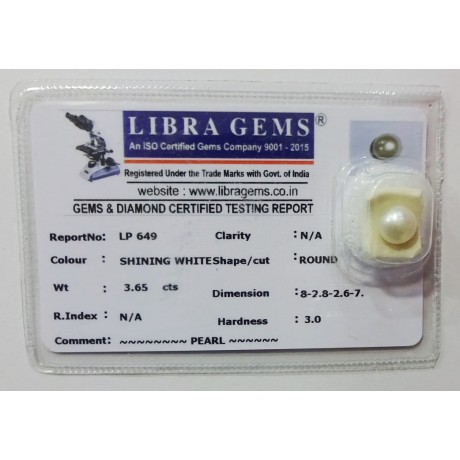 LIBRA GEMS®
An ISO Certified Gems Company 9001 - 2015
Registered Under the Trade Marks with Govt. of India
website : www.libragems.co.in
GEMS & DIAMOND CERTIFIED TESTING REPORT
ReportNo: LP 649 Clarity : N/A
Colour : SHINING WHITE Shape/cut : ROUND
Wt : 3.65 cts Dimension : 8-2.8-2.6-7.
R.Index : N/A Hardness : 3.0
Comment: ~~~~~~~~ PEARL ~~~~~~